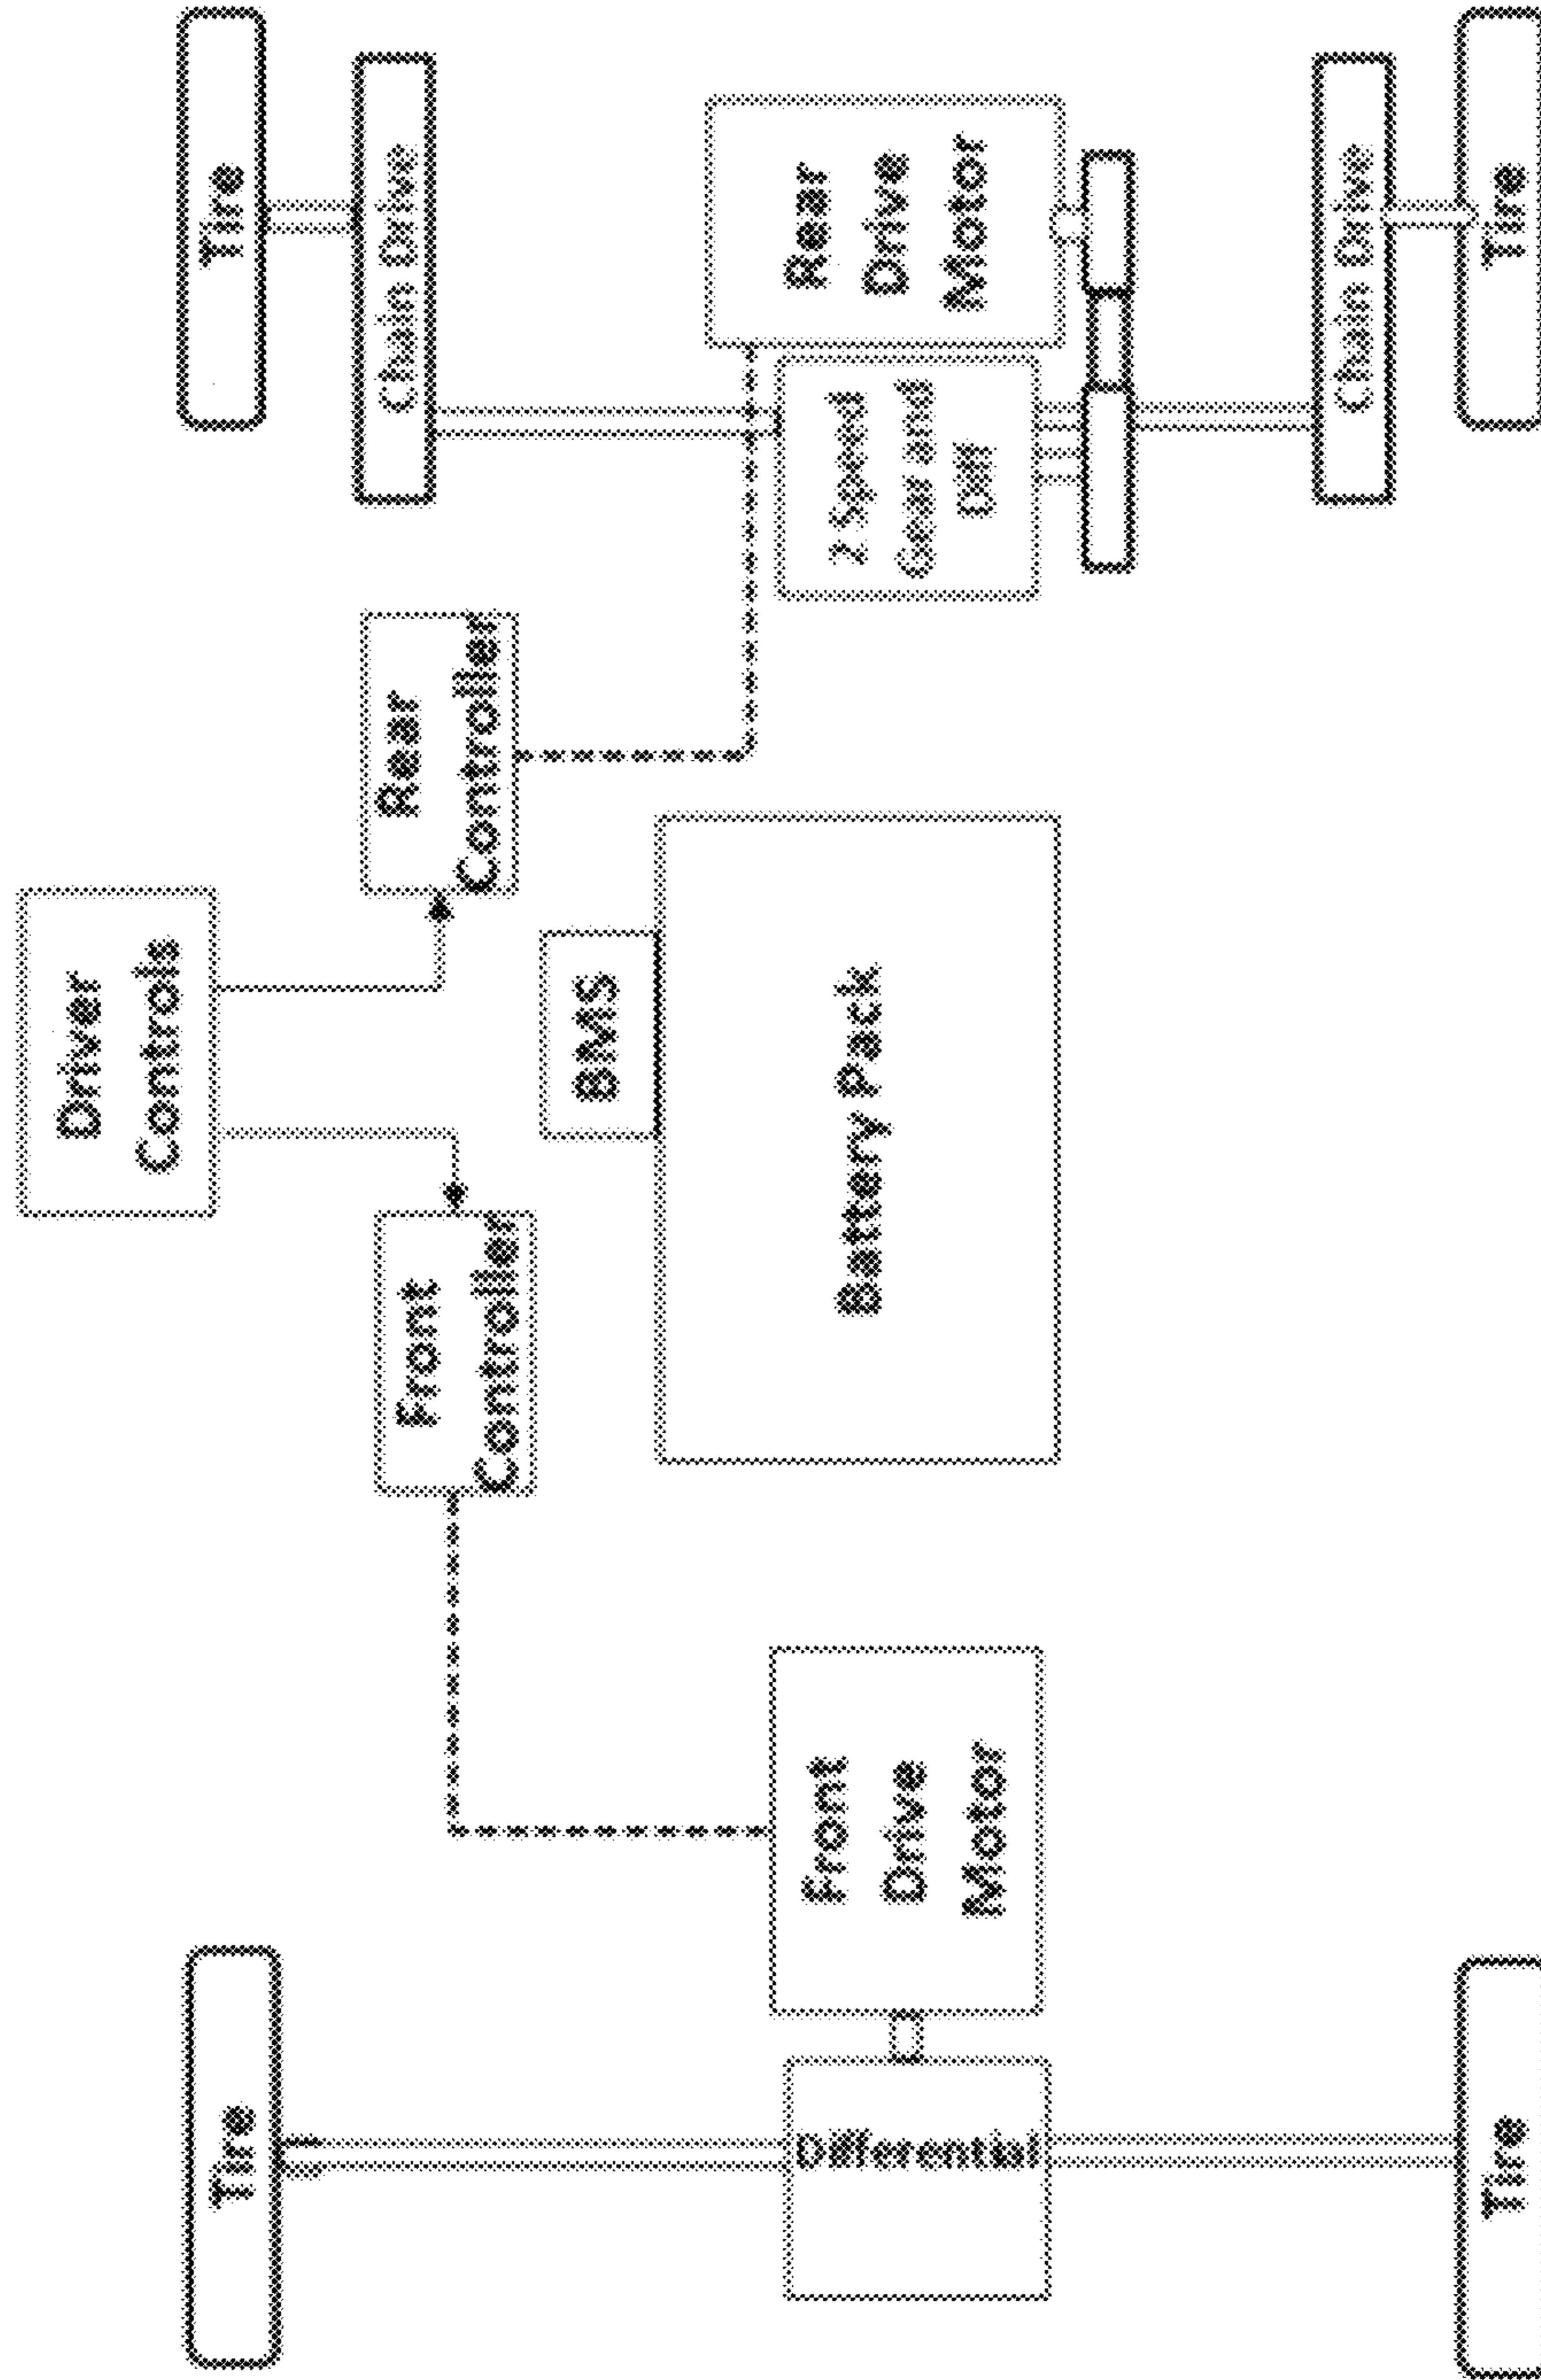 Tire
Chain Drive
Rear
Drive
Motor
2 Speed
Gear and
Diff
Chain Drive
Tire
Driver
Controls
Rear
Controller
Front
Controller
BMS
Battery Pack
Front
Drive
Motor
Tire
Differential
Tire